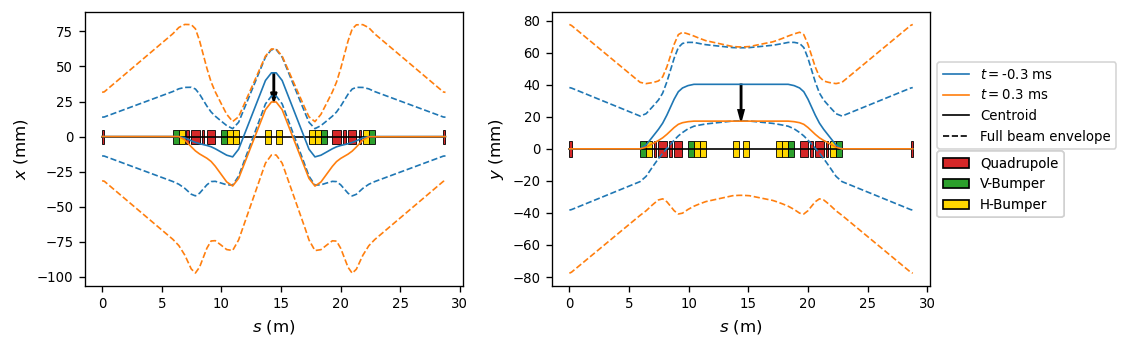 75
50
25
0
−25
−50
−75
−100
x (mm)
0 5 10 15 20 25 30
s (m)
80
60
40
20
0
−20
−40
−60
−80
y (mm)
0 5 10 15 20 25 30
s (m)
t = -0.3 ms
t = 0.3 ms
Centroid
Full beam envelope
Quadrupole
V-Bumper
H-Bumper